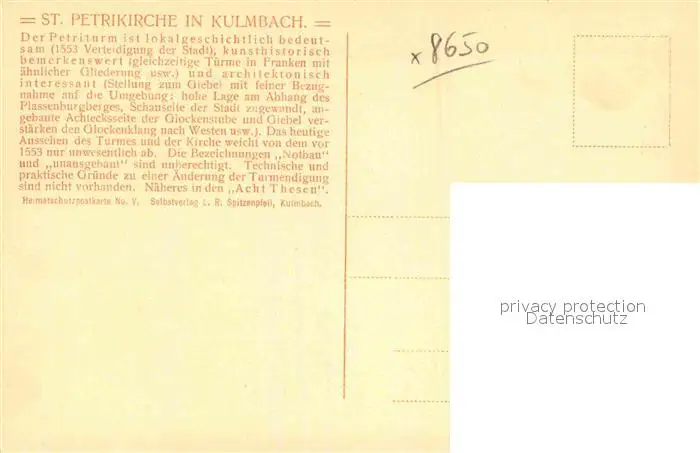 = ST. PETRIKIRCHE IN KULMBACH. =
Der Petriturm ist lokalgeschichtlich bedeut-
sam (1553 Verteidigung der Stadt), kunsthistorisch
bemerkenswert (gleichzeitige Türme in Franken mit
ähnlicher Gliederung usw.) und architektonisch
interessant (Stellung zum Giebel mit feiner Bezug-
nahme auf die Umgebung: hohe Lage am Abhang des
Plassenburgberges, Schauseite der Stadt zugewandt, an-
gebaute Achtecksseite der Glockenstube und Giebel ver-
stärken den Glockenklang nach Westen usw.). Das heutige
Aussehen des Turmes und der Kirche weicht von dem vor
1553 nur unwesentlich ab. Die Bezeichnungen „Notbau"
und „unausgebaut" sind unberechtigt. Technische und
praktische Gründe zu einer Änderung der Turmendigung
sind nicht vorhanden. Näheres in den „Acht Thesen".
Heimatschutzpostkarte No. V. Selbstverlag L. R. Spitzenpfeil, Kulmbach.
x 8650
privacy protection
Datenschutz